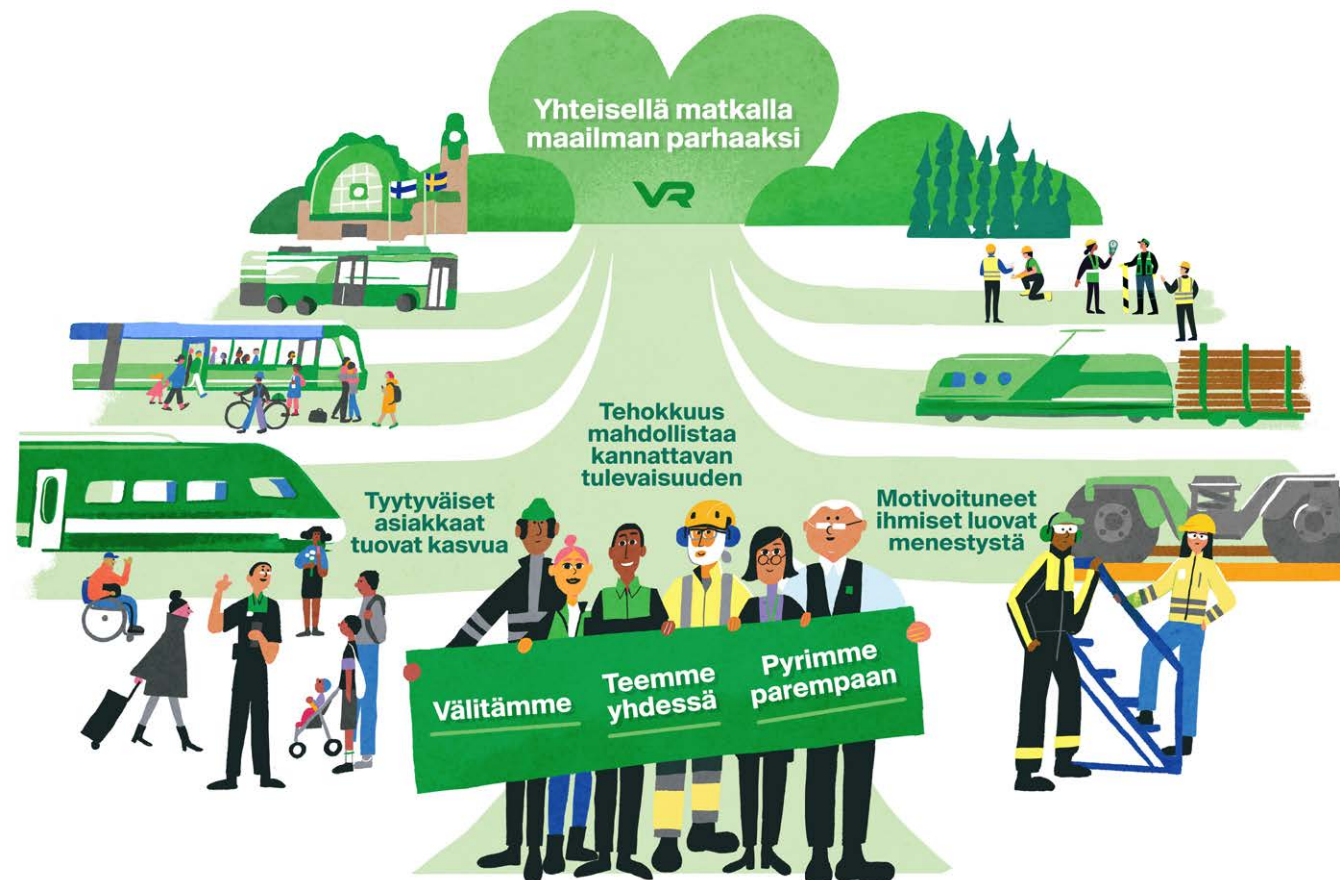 Yhteisellä matkalla
maailman parhaaksi
VR
Tehokkuus
mahdollistaa
kannattavan
tulevaisuuden
Tyytyväiset
asiakkaat
tuovat kasvua
Motivoituneet
ihmiset luovat
menestystä
Välitämme
Teemme
yhdessä
Pyrimme
parempaan